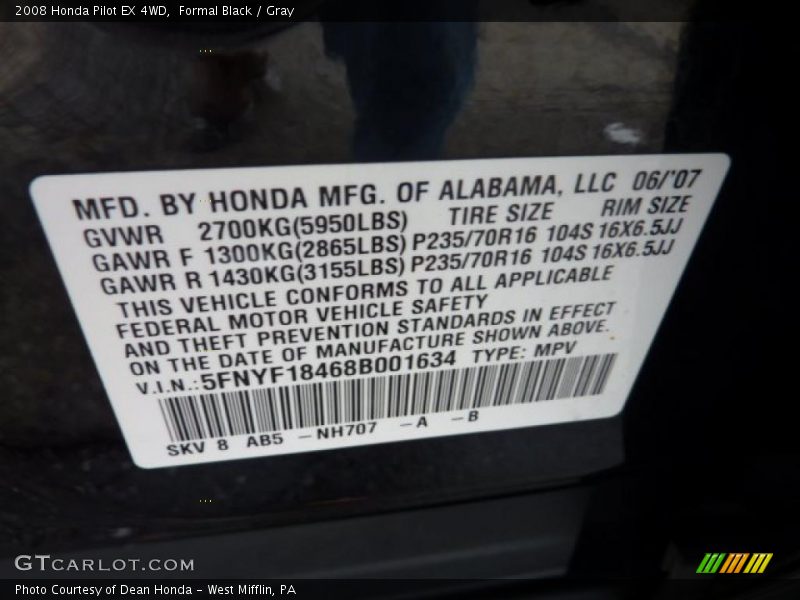 2008 Honda Pilot EX 4WD,  Formal Black / Gray
MFD. BY HONDA MFG. OF ALABAMA, LLC 06/'07
GVWR 2700KG(5950LBS) TIRE SIZE RIM SIZE
GAWR F 1300KG(2865LBS) P235/70R16 104S 16X6.5JJ
GAWR R 1430KG(3155LBS) P235/70R16 104S 16X6.5JJ
THIS VEHICLE CONFORMS TO ALL APPLICABLE
FEDERAL MOTOR VEHICLE SAFETY
AND THEFT PREVENTION STANDARDS IN EFFECT
ON THE DATE OF MANUFACTURE SHOWN ABOVE.
V.I.N.: 5FNYF18468B001634 TYPE: MPV
SKV 8 AB5 -NH707 -A -B
GTCARLOT.COM
Photo Courtesy of Dean Honda - West Mifflin, PA